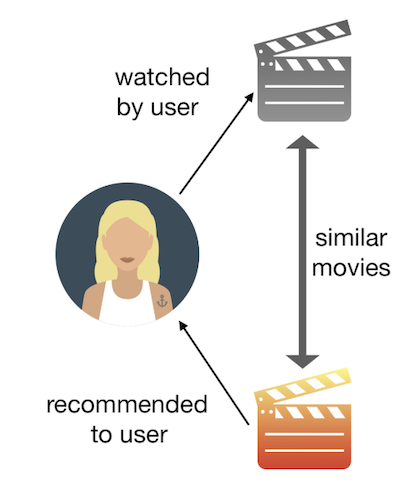 watched
by user
similar
movies
recommended
to user